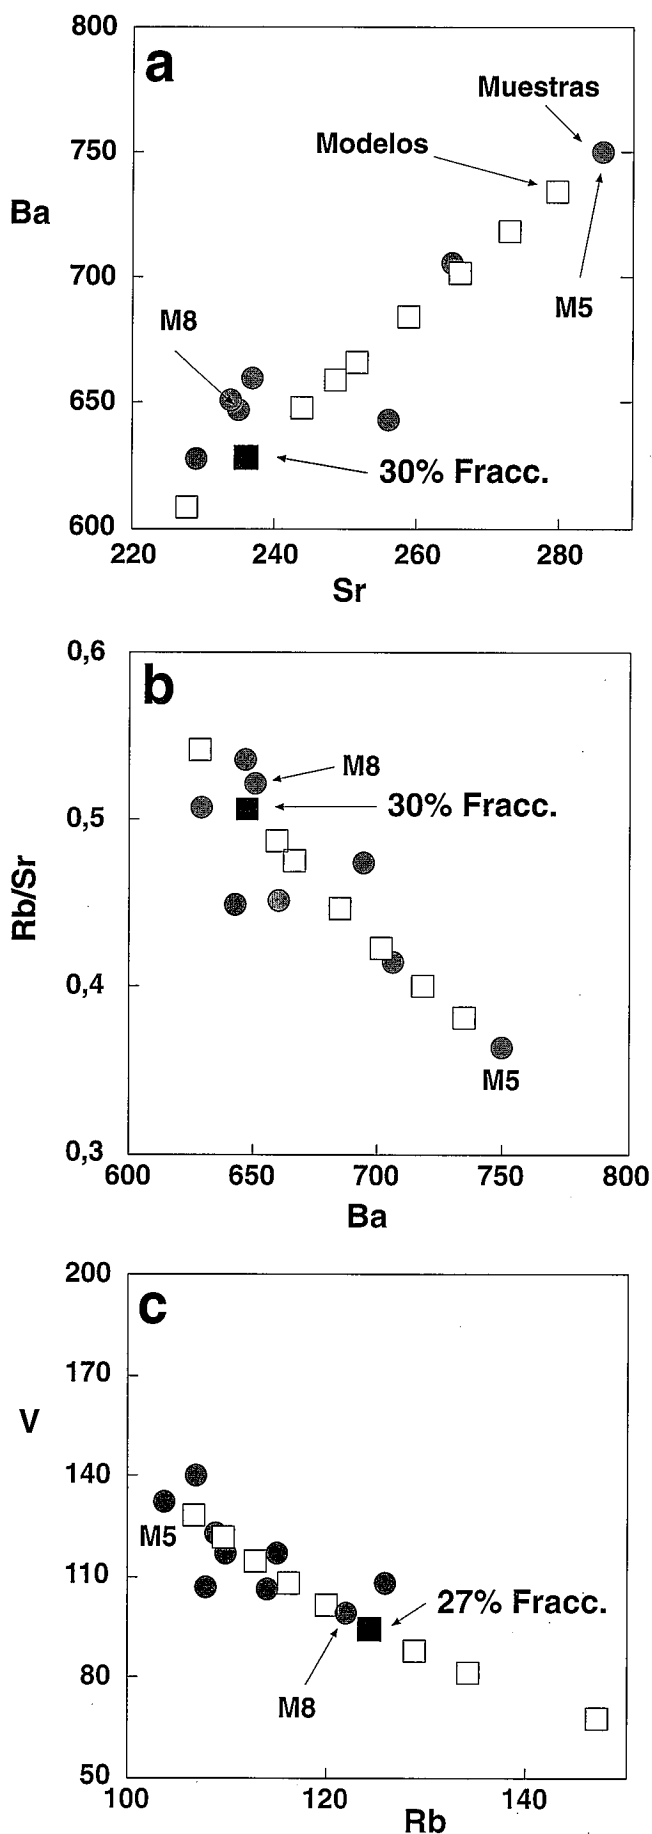 800
a
Muestras
Modelos
750
Ba
700
M5
M8
650
30% Fracc.
600
220 240 260 280
Sr
0,6
b
M8
30% Fracc.
0,5
Rb/Sr
0,4
M5
0,3
600 650 700 750 800
Ba
200
c
170
V
140
M5
110
27% Fracc.
80
M8
50
100 120 140
Rb